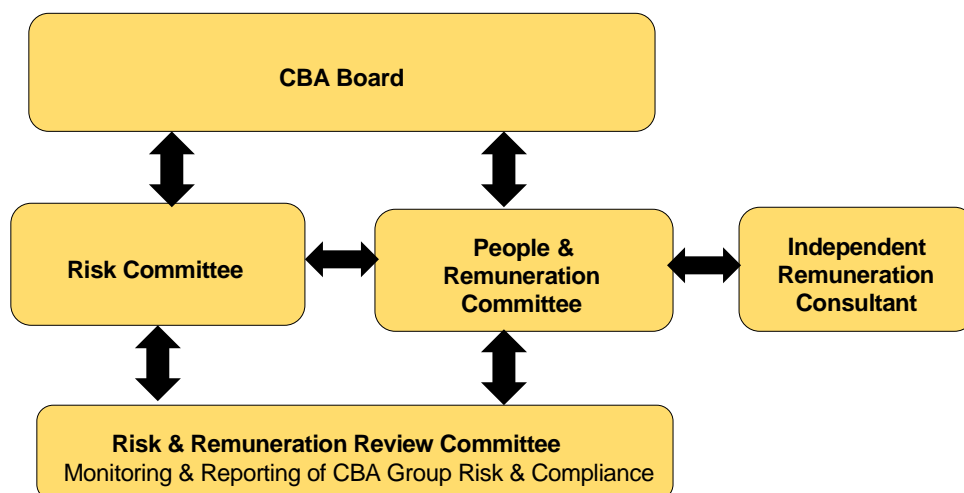 CBA Board
Risk Committee
People &
Remuneration
Committee
Independent
Remuneration
Consultant
Risk & Remuneration Review Committee
Monitoring & Reporting of CBA Group Risk & Compliance